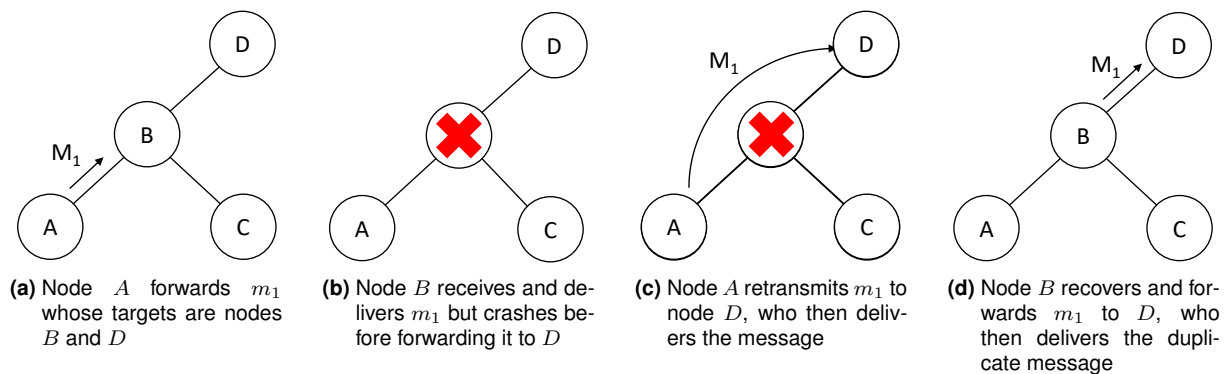 D
B
M1
A
C
(a) Node A forwards m1
whose targets are nodes
B and D
D
A
C
(b) Node B receives and de-
livers m1 but crashes be-
fore forwarding it to D
D
M1
A
C
(c) Node A retransmits m1 to
node D, who then deliv-
ers the message
D
M1
B
A
C
(d) Node B recovers and for-
wards m1 to D, who
then delivers the dupli-
cate message